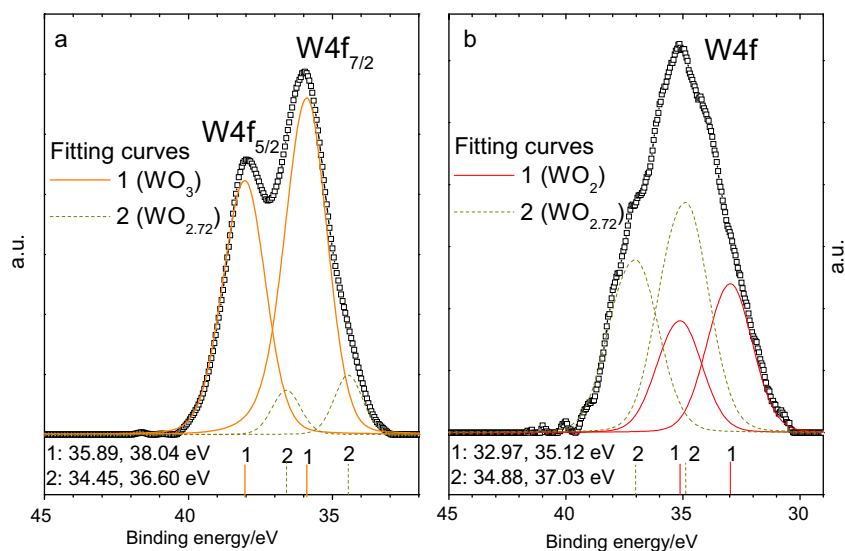 a
W4f7/2
W4f5/2
Fitting curves
1 (WO3)
2 (WO2.72)
a.u.
1: 35.89, 38.04 eV
2: 34.45, 36.60 eV
1 2 1 2
45 40 35
Binding energy/eV
b
W4f
Fitting curves
1 (WO2)
2 (WO2.72)
a.u.
1: 32.97, 35.12 eV
2: 34.88, 37.03 eV
2 1 2 1
45 40 35 30
Binding energy/eV